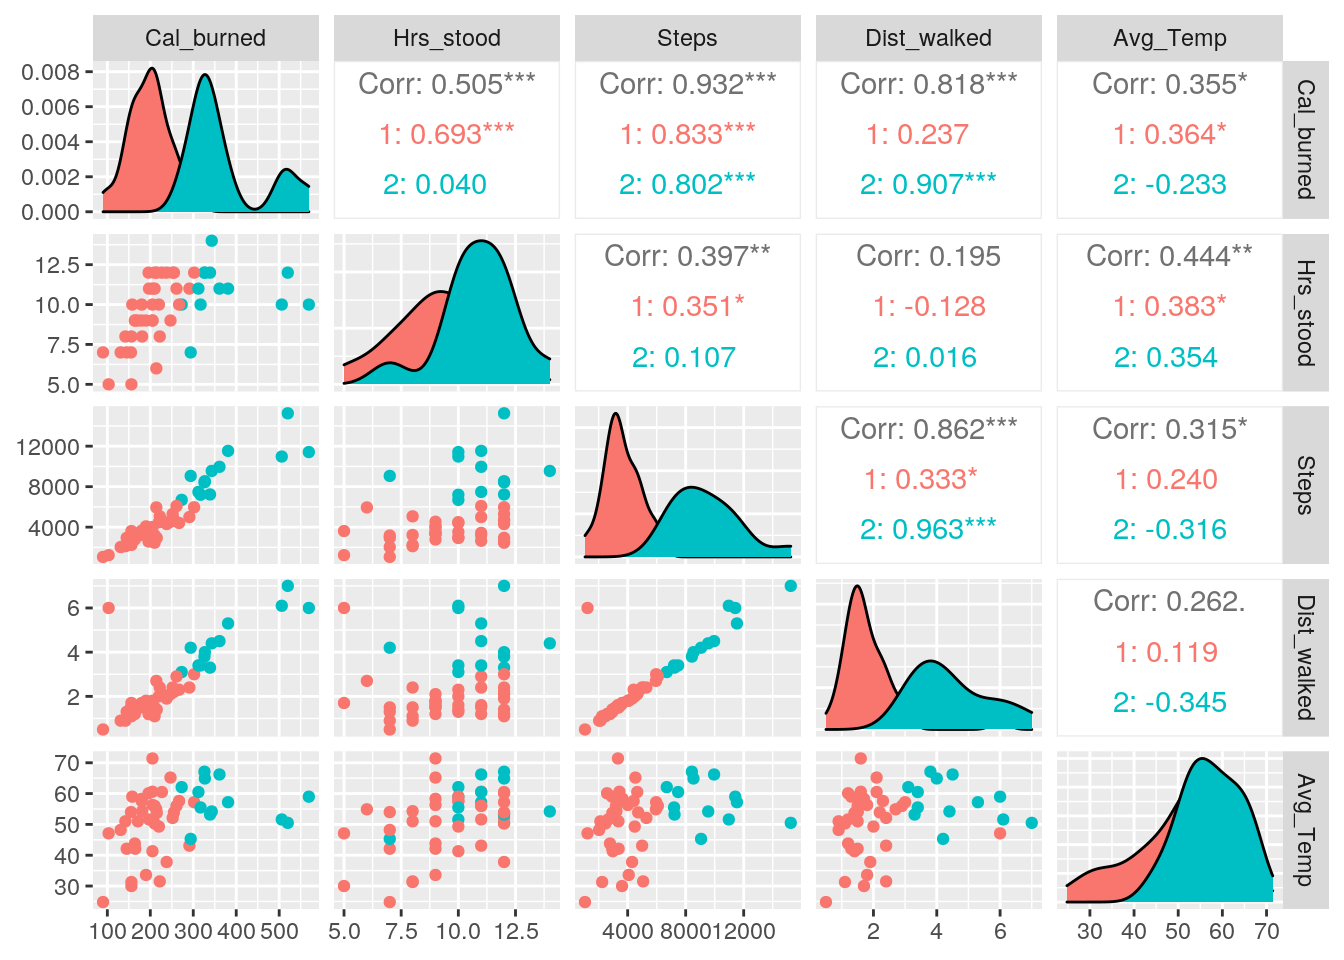 Cal_burned Hrs_stood Steps Dist_walked Avg_Temp
0.008
0.006
0.004
0.002
0.000
Corr: 0.505*** Corr: 0.932*** Corr: 0.818*** Corr: 0.355*
1: 0.693*** 1: 0.833*** 1: 0.237 1: 0.364*
2: 0.040 2: 0.802*** 2: 0.907*** 2: -0.233
Cal_burned
12.5
10.0
7.5
5.0
Corr: 0.397** Corr: 0.195 Corr: 0.444**
1: 0.351* 1: -0.128 1: 0.383*
2: 0.107 2: 0.016 2: 0.354
Hrs_stood
12000
8000
4000
Corr: 0.862*** Corr: 0.315*
1: 0.333* 1: 0.240
2: 0.963*** 2: -0.316
Steps
6
4
2
Corr: 0.262.
1: 0.119
2: -0.345
Dist_walked
70
60
50
40
30
Avg_Temp
100 200 300 400 500 5.0 7.5 10.0 12.5 4000 8000 12000 2 4 6 30 40 50 60 70